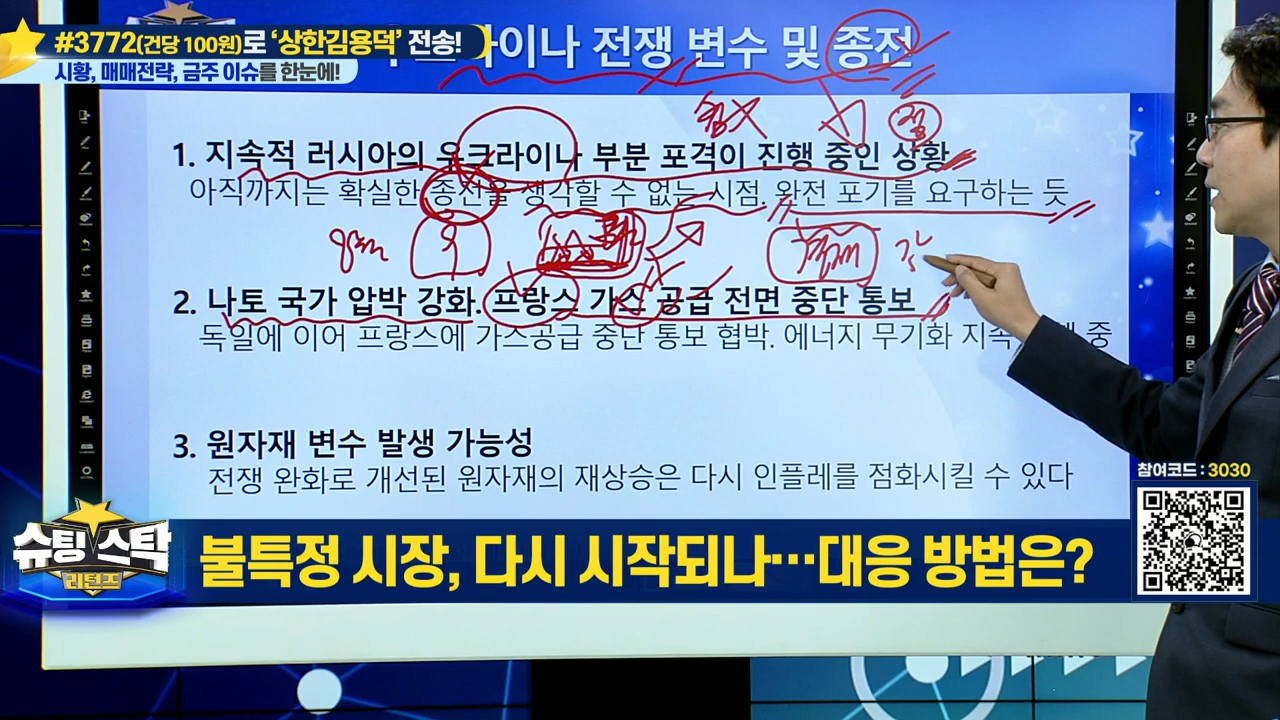 #3772(건당 100원)로 ‘상한김용덕’ 전송!
시황, 매매전략, 금주 이슈를 한눈에!
이나 전쟁 변수 및 종전
1. 지속적 러시아의 우크라이나 부분 포격이 진행 중인 상황
아직까지는 확실한 종전을 생각할 수 없는 시점. 완전 포기를 요구하는 듯
2. 나토 국가 압박 강화. 프랑스 가스 공급 전면 중단 통보
독일에 이어 프랑스에 가스공급 중단 통보 협박. 에너지 무기화 지속 중
3. 원자재 변수 발생 가능성
전쟁 완화로 개선된 원자재의 재상승은 다시 인플레를 점화시킬 수 있다
참여코드 : 3030
슈팅 스탁
리턴즈
불특정 시장, 다시 시작되나…대응 방법은?